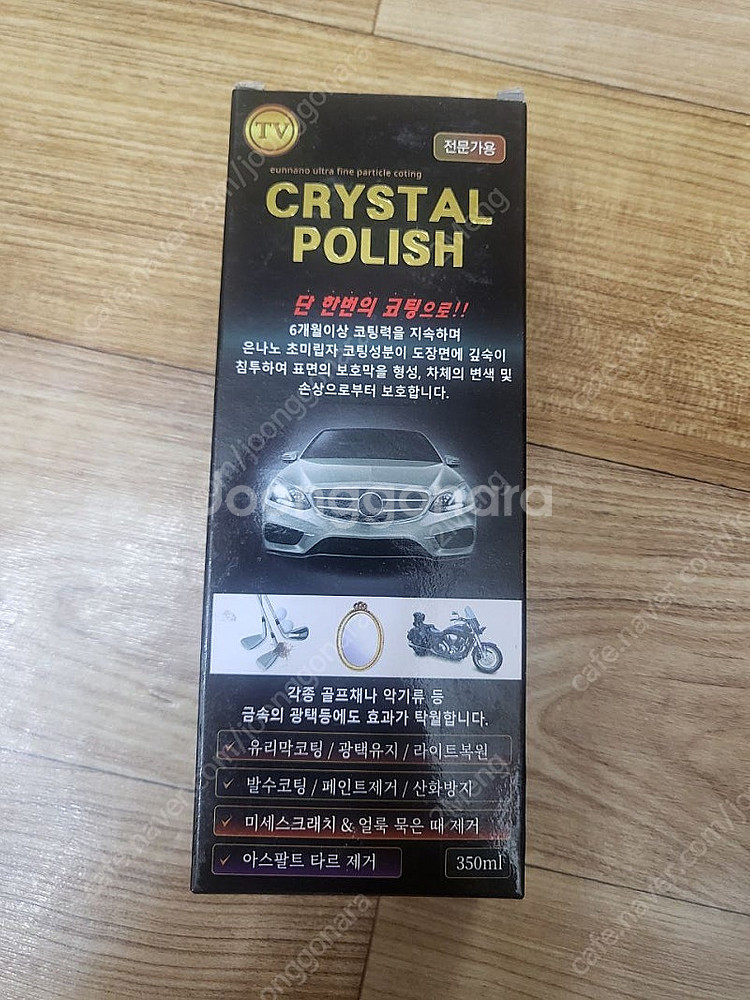 TV
전문가용
eunnano ultra fine particle coting
CRYSTAL
POLISH
단 한번의 코팅으로!!
6개월이상 코팅력을 지속하며
은나노 초미립자 코팅성분이 도장면에 깊숙이
침투하여 표면의 보호막을 형성, 차체의 변색 및
손상으로부터 보호합니다.
Joonggonara
각종 골프채나 악기류 등
금속의 광택등에도 효과가 탁월합니다.
✓ 유리막코팅 / 광택유지 / 라이트복원
✓ 발수코팅 / 페인트제거 / 산화방지
✓ 미세스크래치 & 얼룩 묵은 때 제거
✓ 아스팔트 타르 제거
350ml
cafe.naver.com/joonggonara